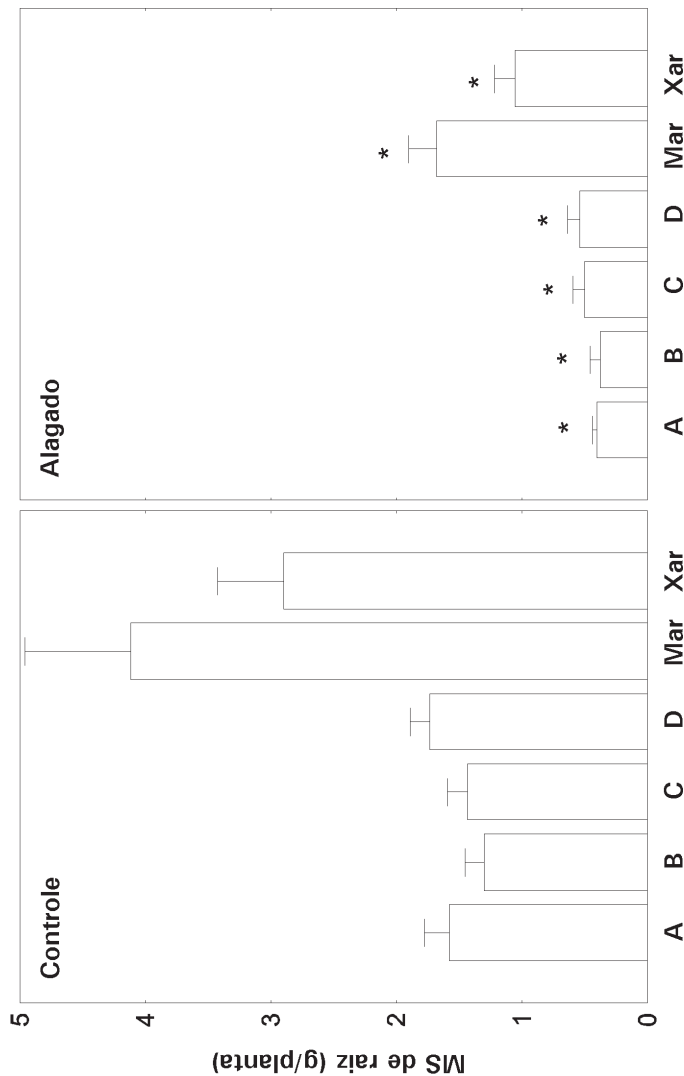 MS de raiz (g/planta)
5
4
3
2
1
0
Controle
A B C D Mar Xar
Alagado
* * * * * *
A B C D Mar Xar